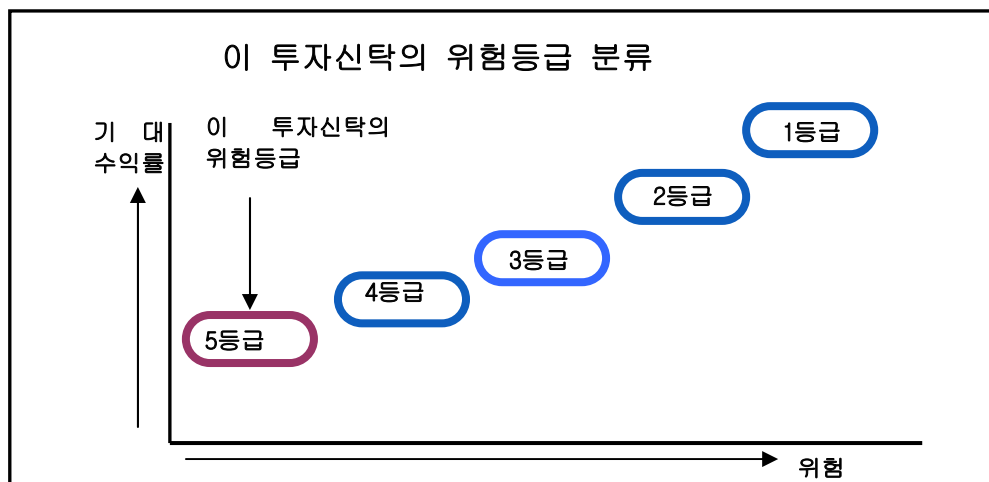 이 투자신탁의 위험등급 분류
기 대
수익률
이 투자신탁의
위험등급
1등급
2등급
3등급
4등급
5등급
위험